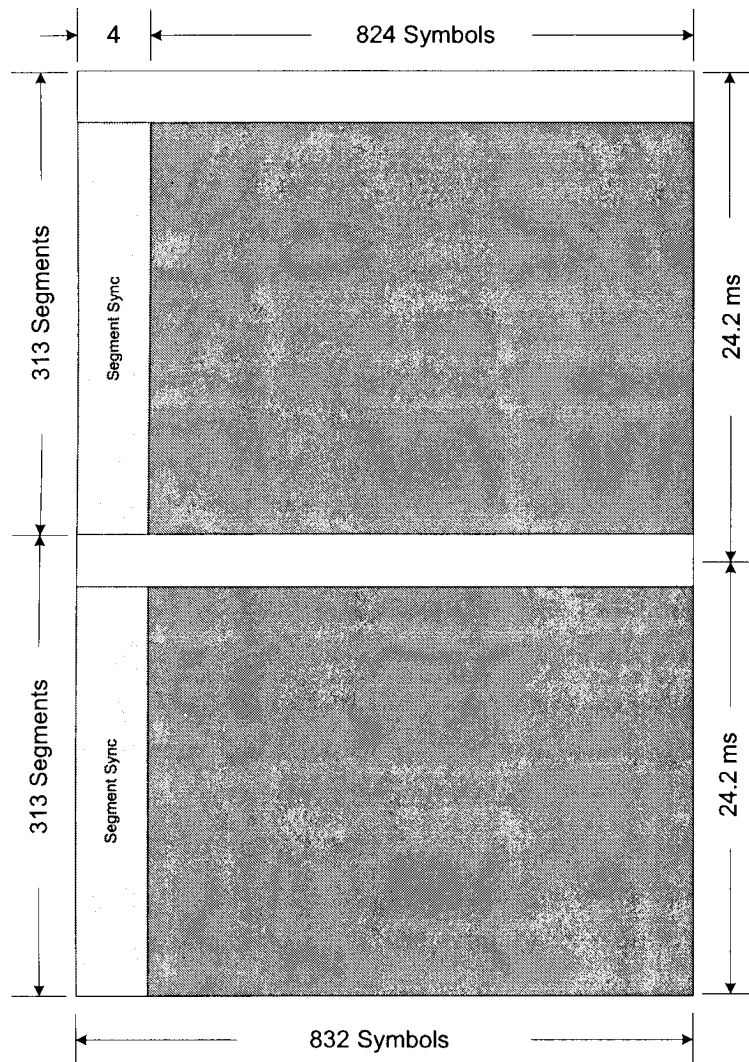 4
824 Symbols
313 Segments
Segment Sync
24.2 ms
313 Segments
Segment Sync
24.2 ms
832 Symbols